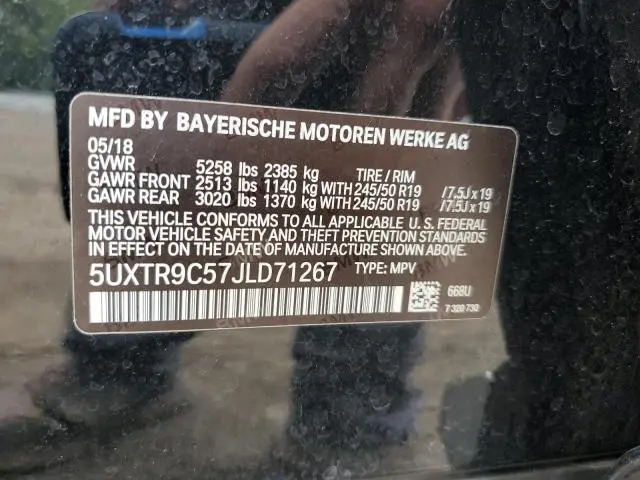 MFD BY BAYERISCHE MOTOREN WERKE AG
05/18
GVWR 5258 lbs 2385 kg TIRE / RIM
GAWR FRONT 2513 lbs 1140 kg WITH 245/50 R19 /7.5J x 19
GAWR REAR 3020 lbs 1370 kg WITH 245/50 R19 /7.5J x 19
THIS VEHICLE CONFORMS TO ALL APPLICABLE U.S. FEDERAL
MOTOR VEHICLE SAFETY AND THEFT PREVENTION STANDARDS
IN EFFECT ON THE DATE OF MANUFACTURE SHOWN ABOVE.
5UXTR9C57JLD71267 TYPE: MPV
668U
7 320 730